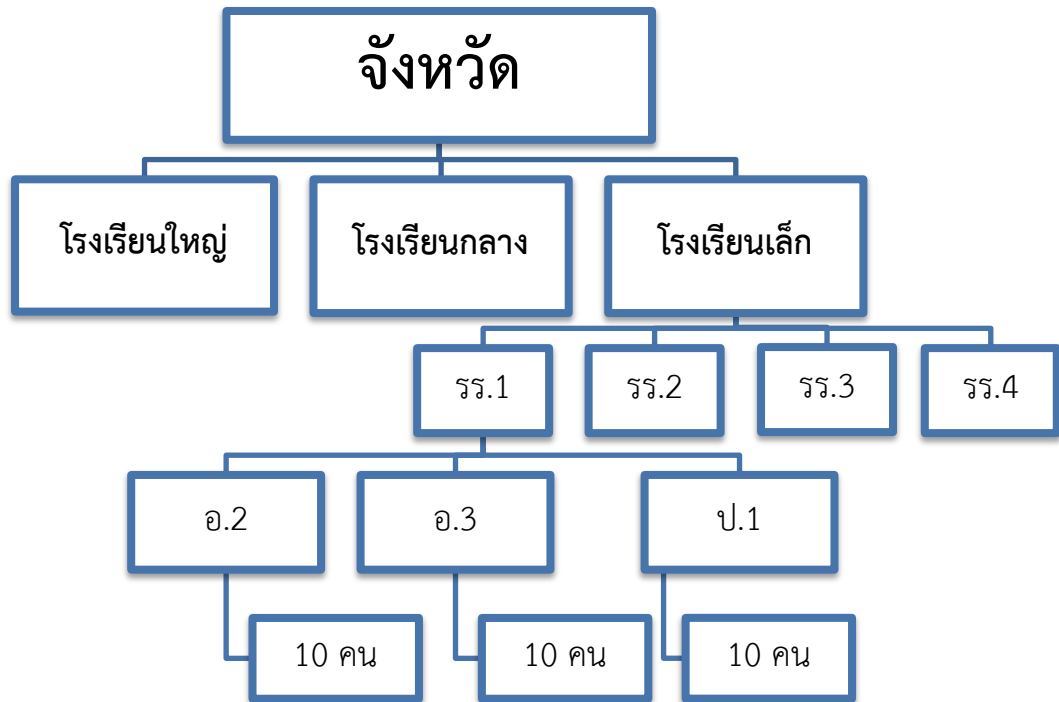 จังหวัด
โรงเรียนใหญ่
โรงเรียนกลาง
โรงเรียนเล็ก
รร.1
รร.2
รร.3
รร.4
อ.2
อ.3
ป.1
10 คน
10 คน
10 คน